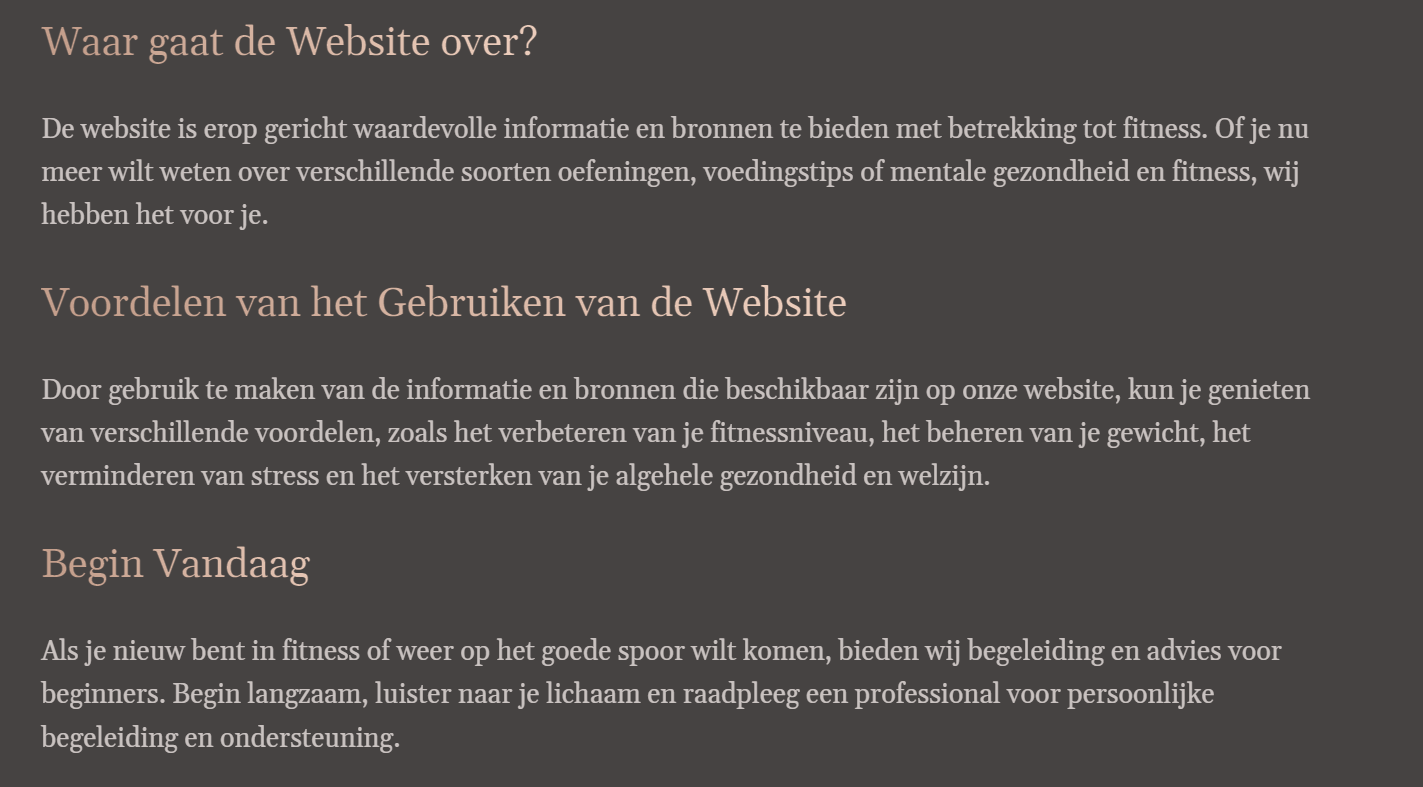 Waar gaat de Website over?
De website is erop gericht waardevolle informatie en bronnen te bieden met betrekking tot fitness. Of je nu
meer wilt weten over verschillende soorten oefeningen, voedingstips of mentale gezondheid en fitness, wij
hebben het voor je.
Voordelen van het Gebruiken van de Website
Door gebruik te maken van de informatie en bronnen die beschikbaar zijn op onze website, kun je genieten
van verschillende voordelen, zoals het verbeteren van je fitnessniveau, het beheren van je gewicht, het
verminderen van stress en het versterken van je algehele gezondheid en welzijn.
Begin Vandaag
Als je nieuw bent in fitness of weer op het goede spoor wilt komen, bieden wij begeleiding en advies voor
beginners. Begin langzaam, luister naar je lichaam en raadpleeg een professional voor persoonlijke
begeleiding en ondersteuning.